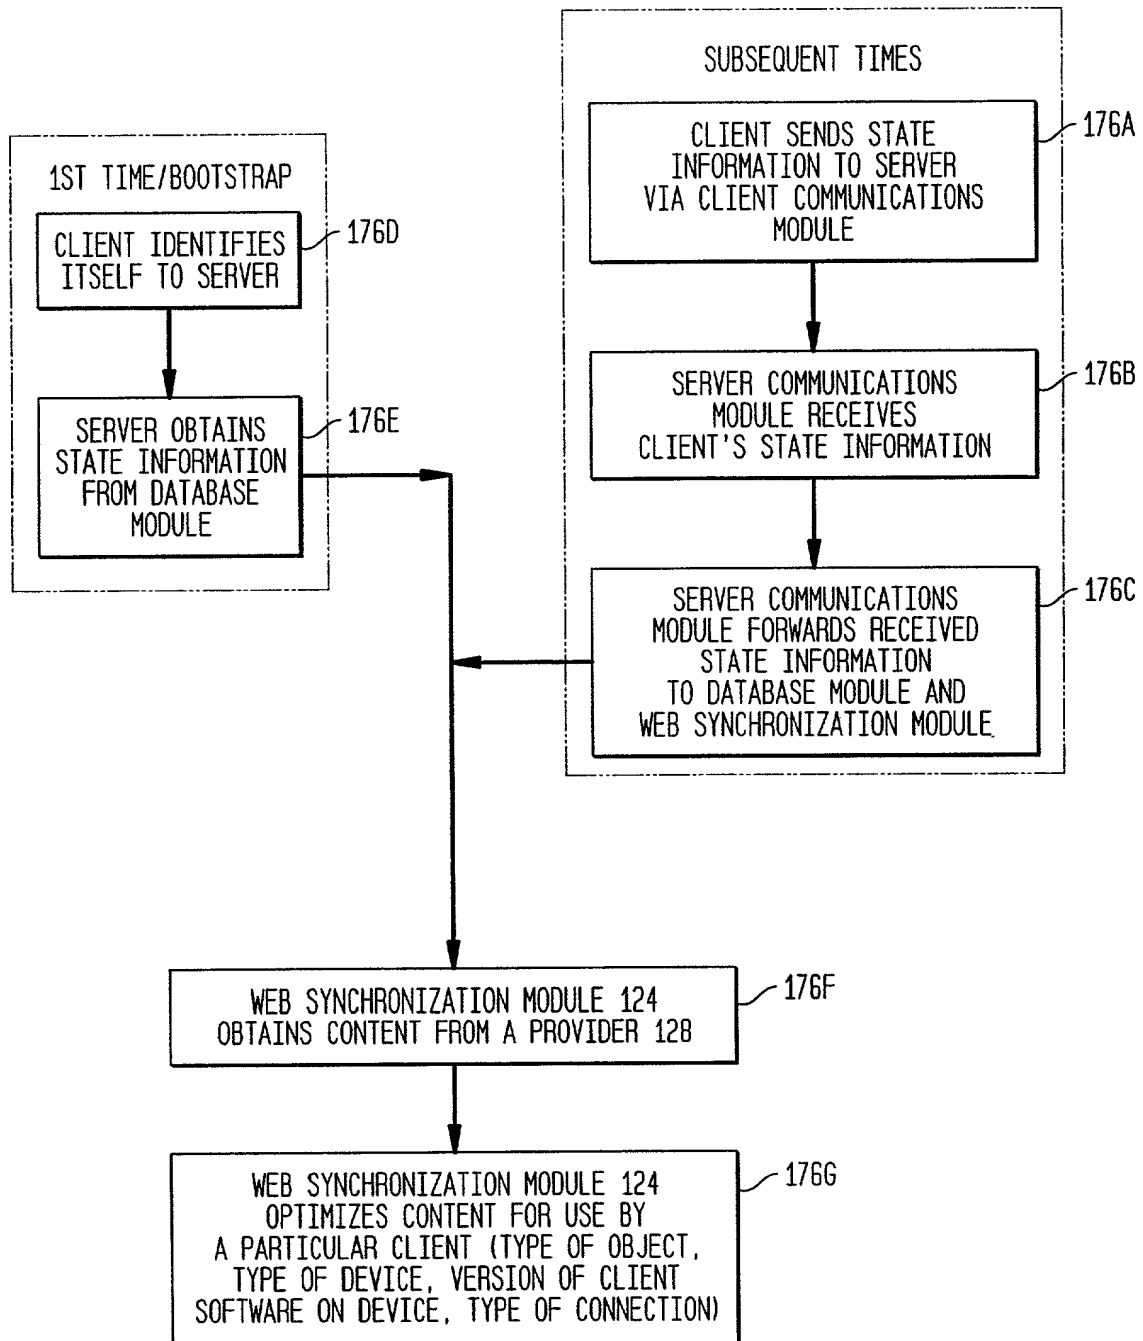 1ST TIME/BOOTSTRAP
CLIENT IDENTIFIES
ITSELF TO SERVER
176D
SERVER OBTAINS
STATE INFORMATION
FROM DATABASE
MODULE
176E
SUBSEQUENT TIMES
CLIENT SENDS STATE
INFORMATION TO SERVER
VIA CLIENT COMMUNICATIONS
MODULE
176A
SERVER COMMUNICATIONS
MODULE RECEIVES
CLIENT'S STATE INFORMATION
176B
SERVER COMMUNICATIONS
MODULE FORWARDS RECEIVED
STATE INFORMATION
TO DATABASE MODULE AND
WEB SYNCHRONIZATION MODULE.
176C
WEB SYNCHRONIZATION MODULE 124
OBTAINS CONTENT FROM A PROVIDER 128
176F
WEB SYNCHRONIZATION MODULE 124
OPTIMIZES CONTENT FOR USE BY
A PARTICULAR CLIENT (TYPE OF OBJECT,
TYPE OF DEVICE, VERSION OF CLIENT
SOFTWARE ON DEVICE, TYPE OF CONNECTION)
176G